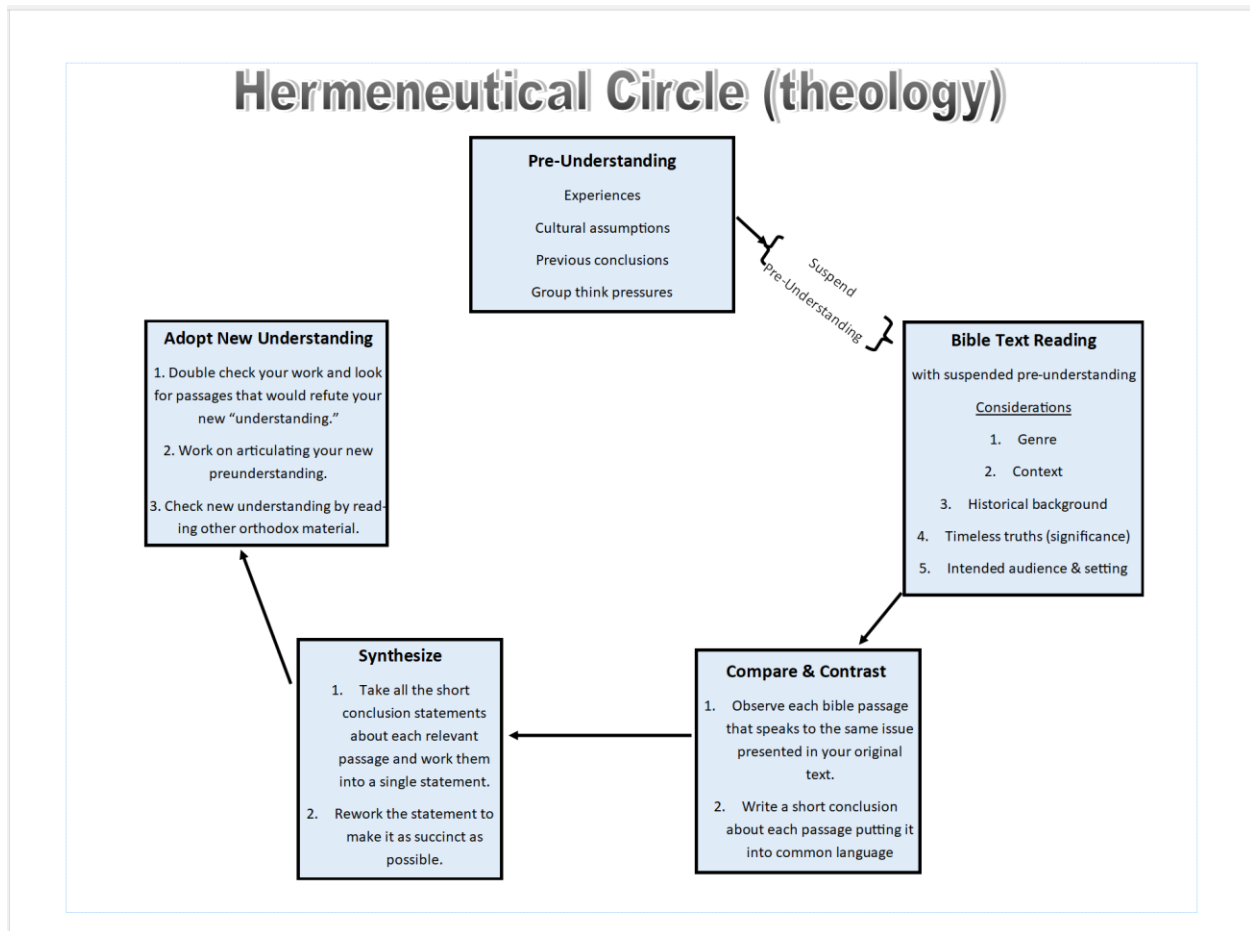 Hermeneutical Circle (theology)
Pre-Understanding
Experiences
Cultural assumptions
Previous conclusions
Group think pressures
Suspend
Pre-Understanding
Bible Text Reading
with suspended pre-understanding
Considerations
1. Genre
2. Context
3. Historical background
4. Timeless truths (significance)
5. Intended audience & setting
Compare & Contrast
1. Observe each bible passage
that speaks to the same issue
presented in your original
text.
2. Write a short conclusion
about each passage putting it
into common language
Synthesize
1. Take all the short
conclusion statements
about each relevant
passage and work them
into a single statement.
2. Rework the statement to
make it as succinct as
possible.
Adopt New Understanding
1. Double check your work and look
for passages that would refute your
new “understanding.”
2. Work on articulating your new
preunderstanding.
3. Check new understanding by read-
ing other orthodox material.